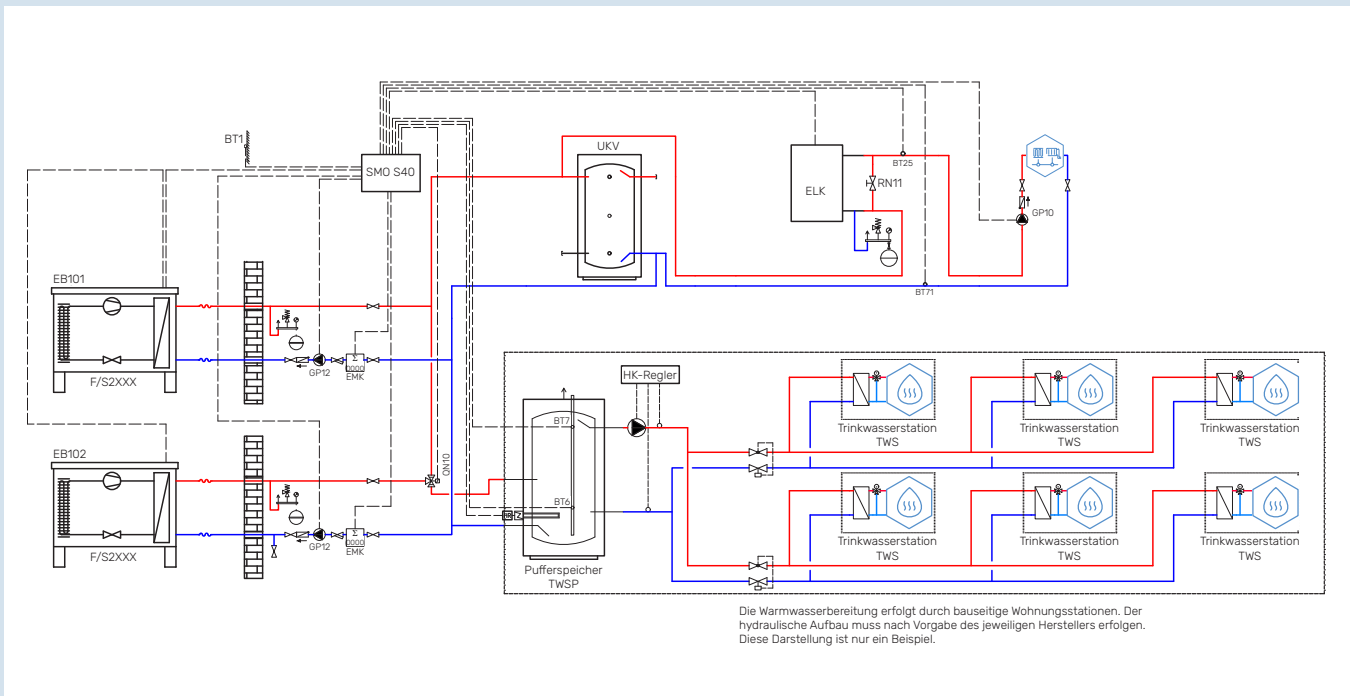 BT1
SMO S40
UKV
ELK
BT25
RN11
GP10
BT71
EB101
F/S2XXX
GP12
Σ
0000
EMK
EB102
F/S2XXX
GP12
Σ
0000
EMK
QN10
HK-Regler
BT7
BT6
Pufferspeicher
TWSP
Trinkwasserstation
TWS
Trinkwasserstation
TWS
Trinkwasserstation
TWS
Trinkwasserstation
TWS
Trinkwasserstation
TWS
Trinkwasserstation
TWS
Die Warmwasserbereitung erfolgt durch bauseitige Wohnungsstationen. Der
hydraulische Aufbau muss nach Vorgabe des jeweiligen Herstellers erfolgen.
Diese Darstellung ist nur ein Beispiel.